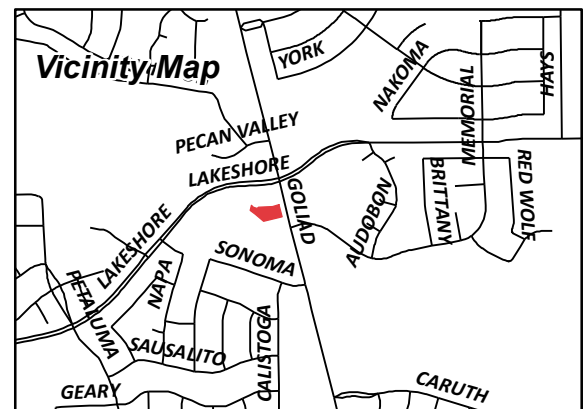 Vicinity Map
YORK
NAKOMA
MEMORIAL
HAYS
PECAN VALLEY
LAKESHORE
GOLIAD
AUDOBON
BRITTANY
RED WOLF
LAKESHORE
SONOMA
NAPA
PETALUMA
SAUSALITO
CALISTOGA
GEARY
CARUTH